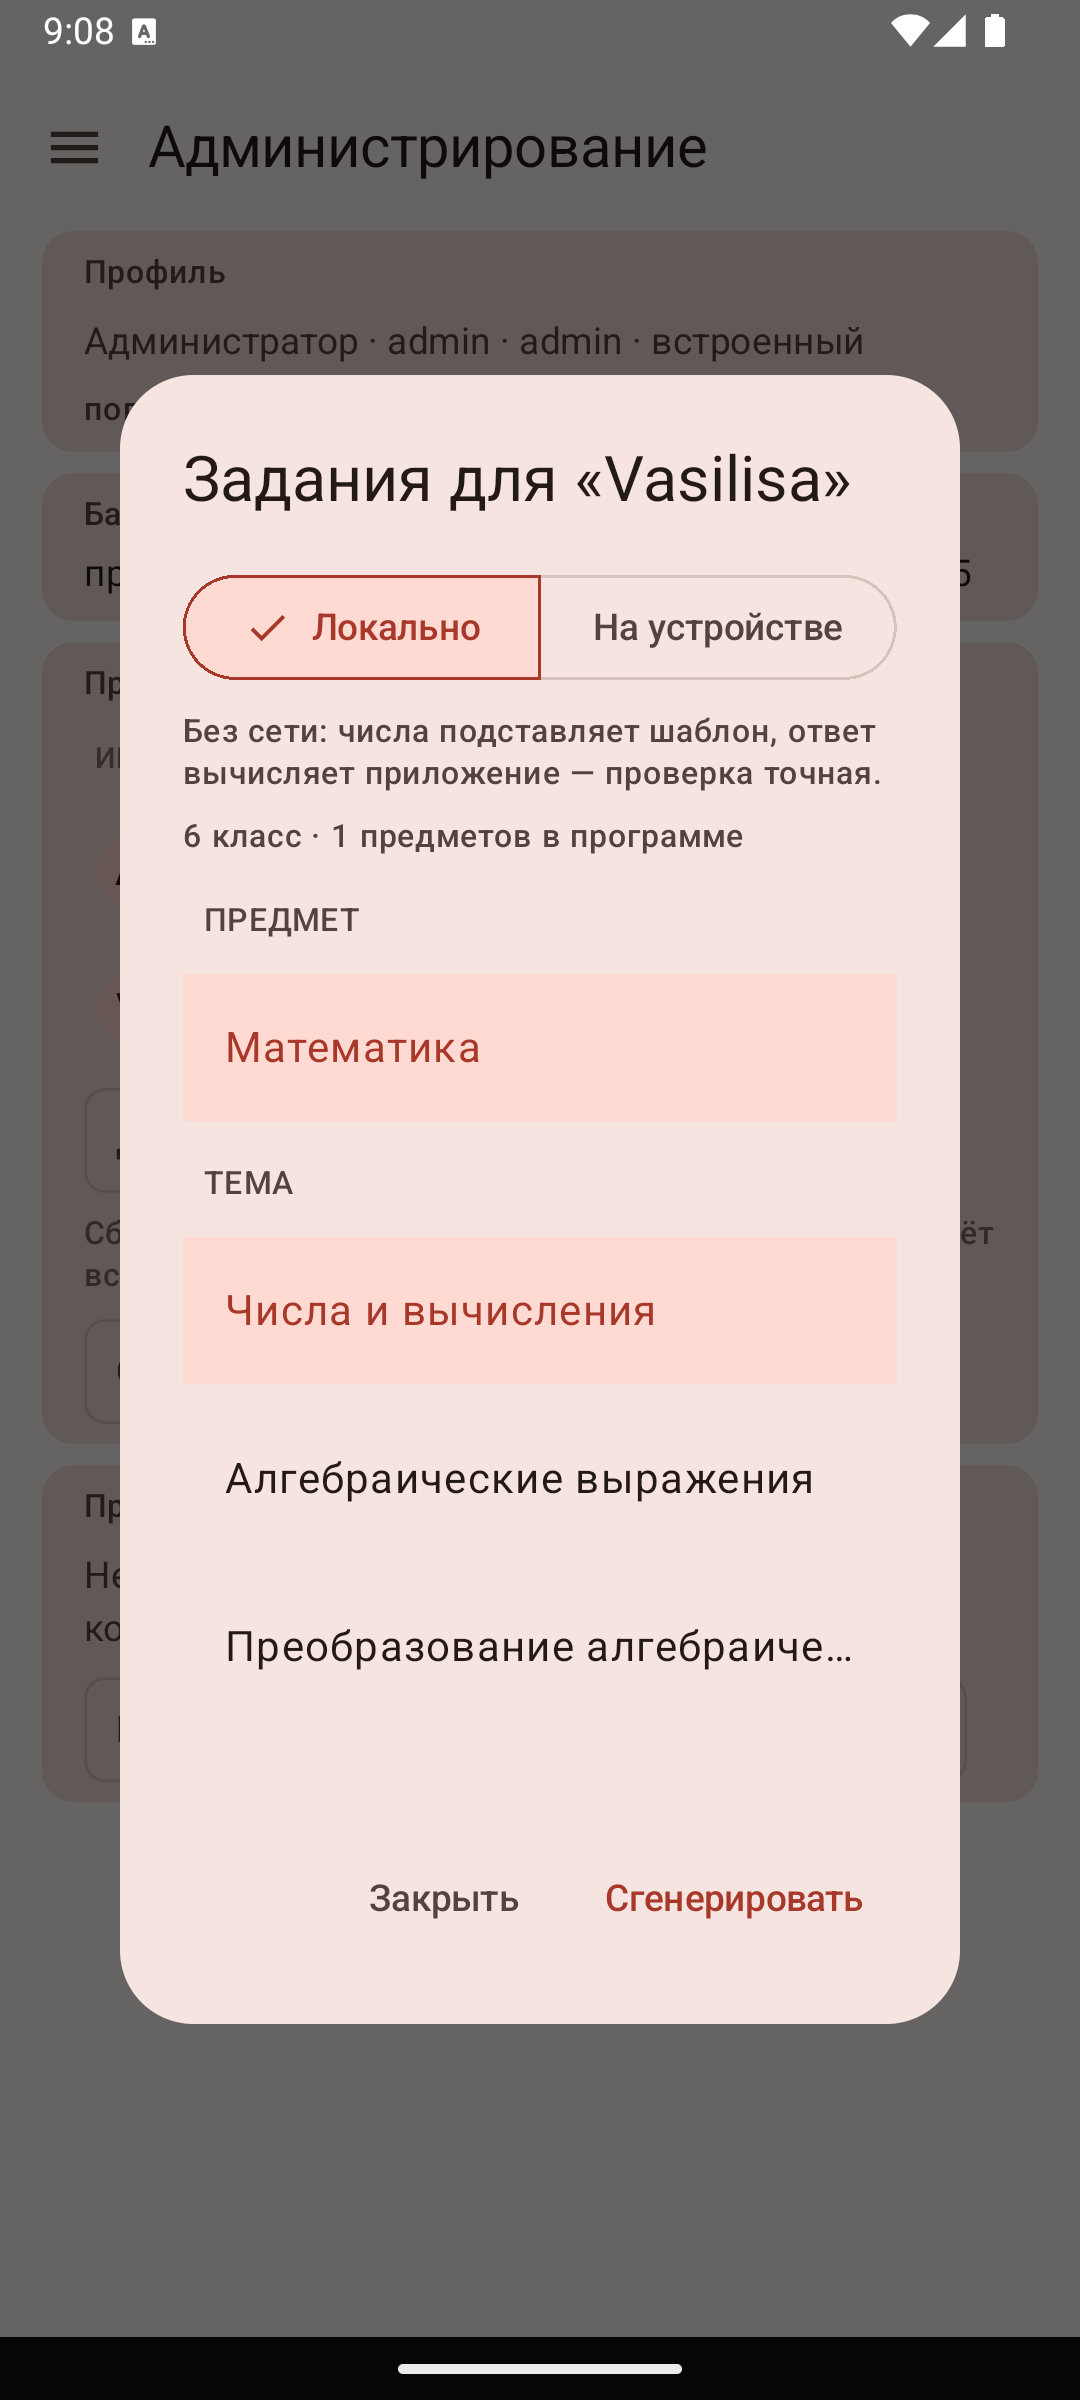 9:08
Администрирование
Профиль
Администратор · admin · admin · встроенный
Задания для «Vasilisa»
Локально
На устройстве
Без сети: числа подставляет шаблон, ответ
вычисляет приложение — проверка точная.
6 класс · 1 предметов в программе
ПРЕДМЕТ
Математика
ТЕМА
Числа и вычисления
Алгебраические выражения
Преобразование алгебраиче...
Закрыть
Сгенерировать